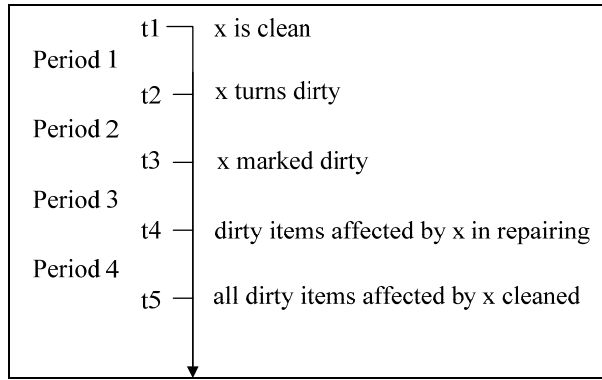 t1 x is clean
Period 1
t2 x turns dirty
Period 2
t3 x marked dirty
Period 3
t4 dirty items affected by x in repairing
Period 4
t5 all dirty items affected by x cleaned